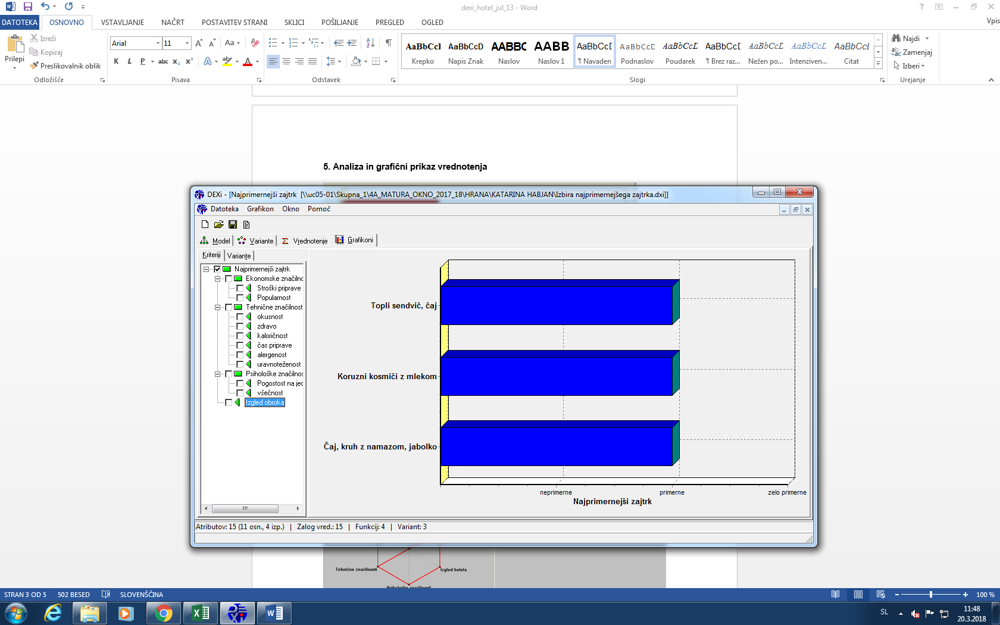 dexi_hotel_jul_13 - Word
DATOTEKA OSNOVNO VSTAVLJANJE NAČRT POSTAVITEV STRANI SKLICI POŠILJANJE PREGLED OGLED Vpis
Prilepi
Izreži
Kopiraj
Preslikovalnik oblik
Odložišče
Arial 11
Pisava
Odstavek
AaBbCcI AaBbCcD AABBC AABB AaBbCcD AaBbCcD AaBbCcL AaBbCcD AaBbCcL AaBbCcL AaBbCcL
Krepko Napis Znak Naslov Naslov 1 ¶ Navaden Podnaslov Poudarek ¶ Brez raz... Nežen po... Intenziven... Citat
Slogi
Najdi
Zamenjaj
Izberi
Urejanje
5. Analiza in grafični prikaz vrednotenja
DEXi - [Najprimernejši zajtrk [\\uc05-01\Skupna_1\4A_MATURA_OKNO_2017_18\HRANA\KATARINA HABJAN\Izbira najprimernejšega zajtrka.dxi]]
Datoteka Grafikon Okno Pomoč
Model Variante Vrednotenje Grafikoni
Kriteriji Variante
Najprimernejši zajtrk
Ekonomske značilno
Stroški priprave
Popularnost
Tehnične značilnost
okusnost
zdravo
kaloričnost
čas priprave
alergenost
uravnoteženost
Psihološke značilnos
Pogostost na jed
všečnost
Izgled obroka
Topli sendvič, čaj
Koruzni kosmiči z mlekom
Čaj, kruh z namazom, jabolko
neprimerne primerne zelo primerne
Najprimernejši zajtrk
Atributov: 15 (11 osn., 4 izp.) | Zalog vred.: 15 | Funkcij: 4 | Variant: 3
Tehnične značilnosti Izgled hotela
Psihološke značilnosti
STRAN 3 OD 5 502 BESED SLOVENŠČINA 100 %
SL 11:48
20.3.2018